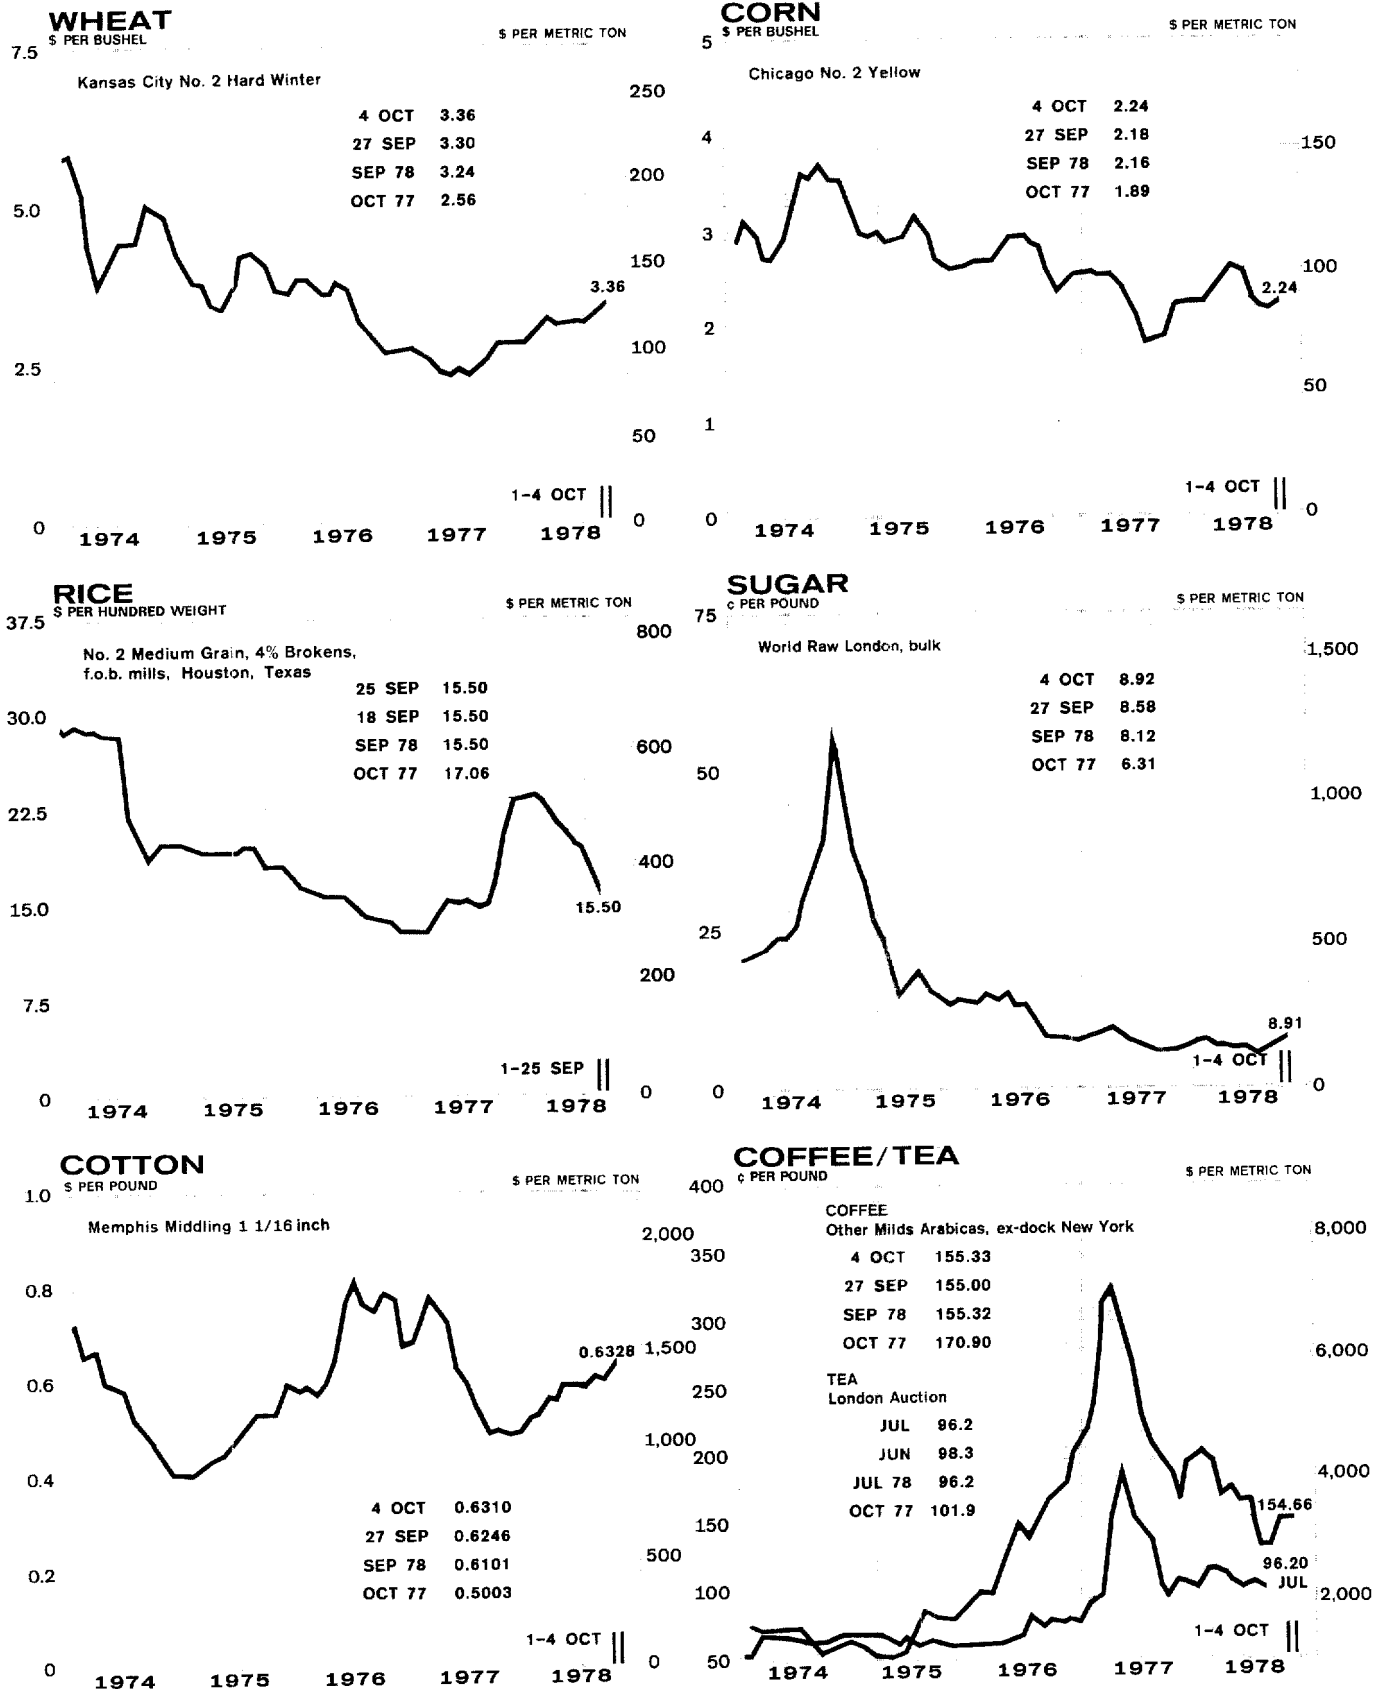 WHEAT
$ PER BUSHEL
$ PER METRIC TON
7.5
Kansas City No. 2 Hard Winter
250
4 OCT 3.36
27 SEP 3.30
SEP 78 3.24
OCT 77 2.56
200
5.0
150
3.36
100
2.5
50
1-4 OCT
0
0
1974 1975 1976 1977 1978
CORN
$ PER BUSHEL
$ PER METRIC TON
5
Chicago No. 2 Yellow
4 OCT 2.24
27 SEP 2.18
SEP 78 2.16
OCT 77 1.89
4
150
3
100
2.24
2
50
1
1-4 OCT
0
0
1974 1975 1976 1977 1978
RICE
$ PER HUNDRED WEIGHT
$ PER METRIC TON
37.5
800
No. 2 Medium Grain, 4% Brokens,
f.o.b. mills, Houston, Texas
25 SEP 15.50
18 SEP 15.50
SEP 78 15.50
OCT 77 17.06
30.0
600
22.5
400
15.0
15.50
200
7.5
1-25 SEP
0
0
1974 1975 1976 1977 1978
SUGAR
¢ PER POUND
$ PER METRIC TON
75
World Raw London, bulk
1,500
4 OCT 8.92
27 SEP 8.58
SEP 78 8.12
OCT 77 6.31
50
1,000
25
500
8.91
1-4 OCT
0
0
1974 1975 1976 1977 1978
COTTON
$ PER POUND
$ PER METRIC TON
1.0
Memphis Middling 1 1/16 inch
2,000
0.8
0.6328
1,500
0.6
1,000
0.4
4 OCT 0.6310
27 SEP 0.6246
SEP 78 0.6101
OCT 77 0.5003
500
0.2
1-4 OCT
0
0
1974 1975 1976 1977 1978
COFFEE/TEA
¢ PER POUND
$ PER METRIC TON
400
COFFEE
Other Milds Arabicas, ex-dock New York
8,000
350
4 OCT 155.33
27 SEP 155.00
SEP 78 155.32
OCT 77 170.90
300
6,000
TEA
London Auction
250
JUL 96.2
JUN 98.3
JUL 78 96.2
OCT 77 101.9
200
4,000
154.66
150
96.20
JUL
100
2,000
1-4 OCT
50
1974 1975 1976 1977 1978